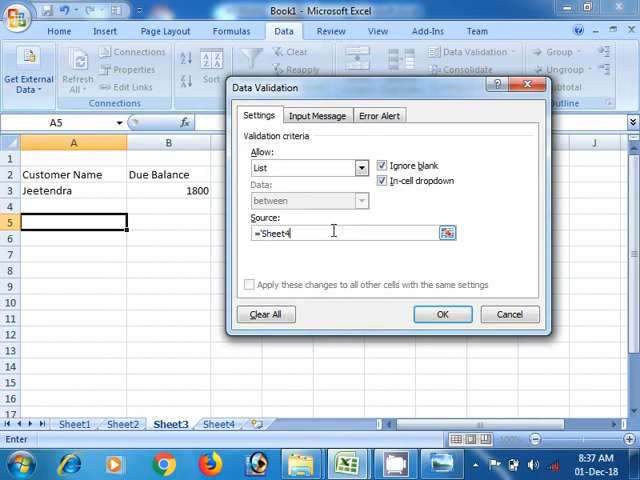 Book1 - Microsoft Excel
Home
Insert
Page Layout
Formulas
Data
Review
View
Add-Ins
Team
Get External
Data
Refresh
All
Connections
Properties
Edit Links
Connections
Sort
Clear
Reapply
Data Validation
Consolidate
Group
Ungroup
A5
fx
A
B
J
1
2
Customer Name
Due Balance
3
Jeetendra
1800
4
5
6
7
8
9
10
11
12
13
14
15
16
17
Data Validation
Settings
Input Message
Error Alert
Validation criteria
Allow:
List
Ignore blank
Data:
In-cell dropdown
between
Source:
='Sheet4
Apply these changes to all other cells with the same settings
Clear All
OK
Cancel
Sheet1
Sheet2
Sheet3
Sheet4
Enter
100%
8:37 AM
01-Dec-18